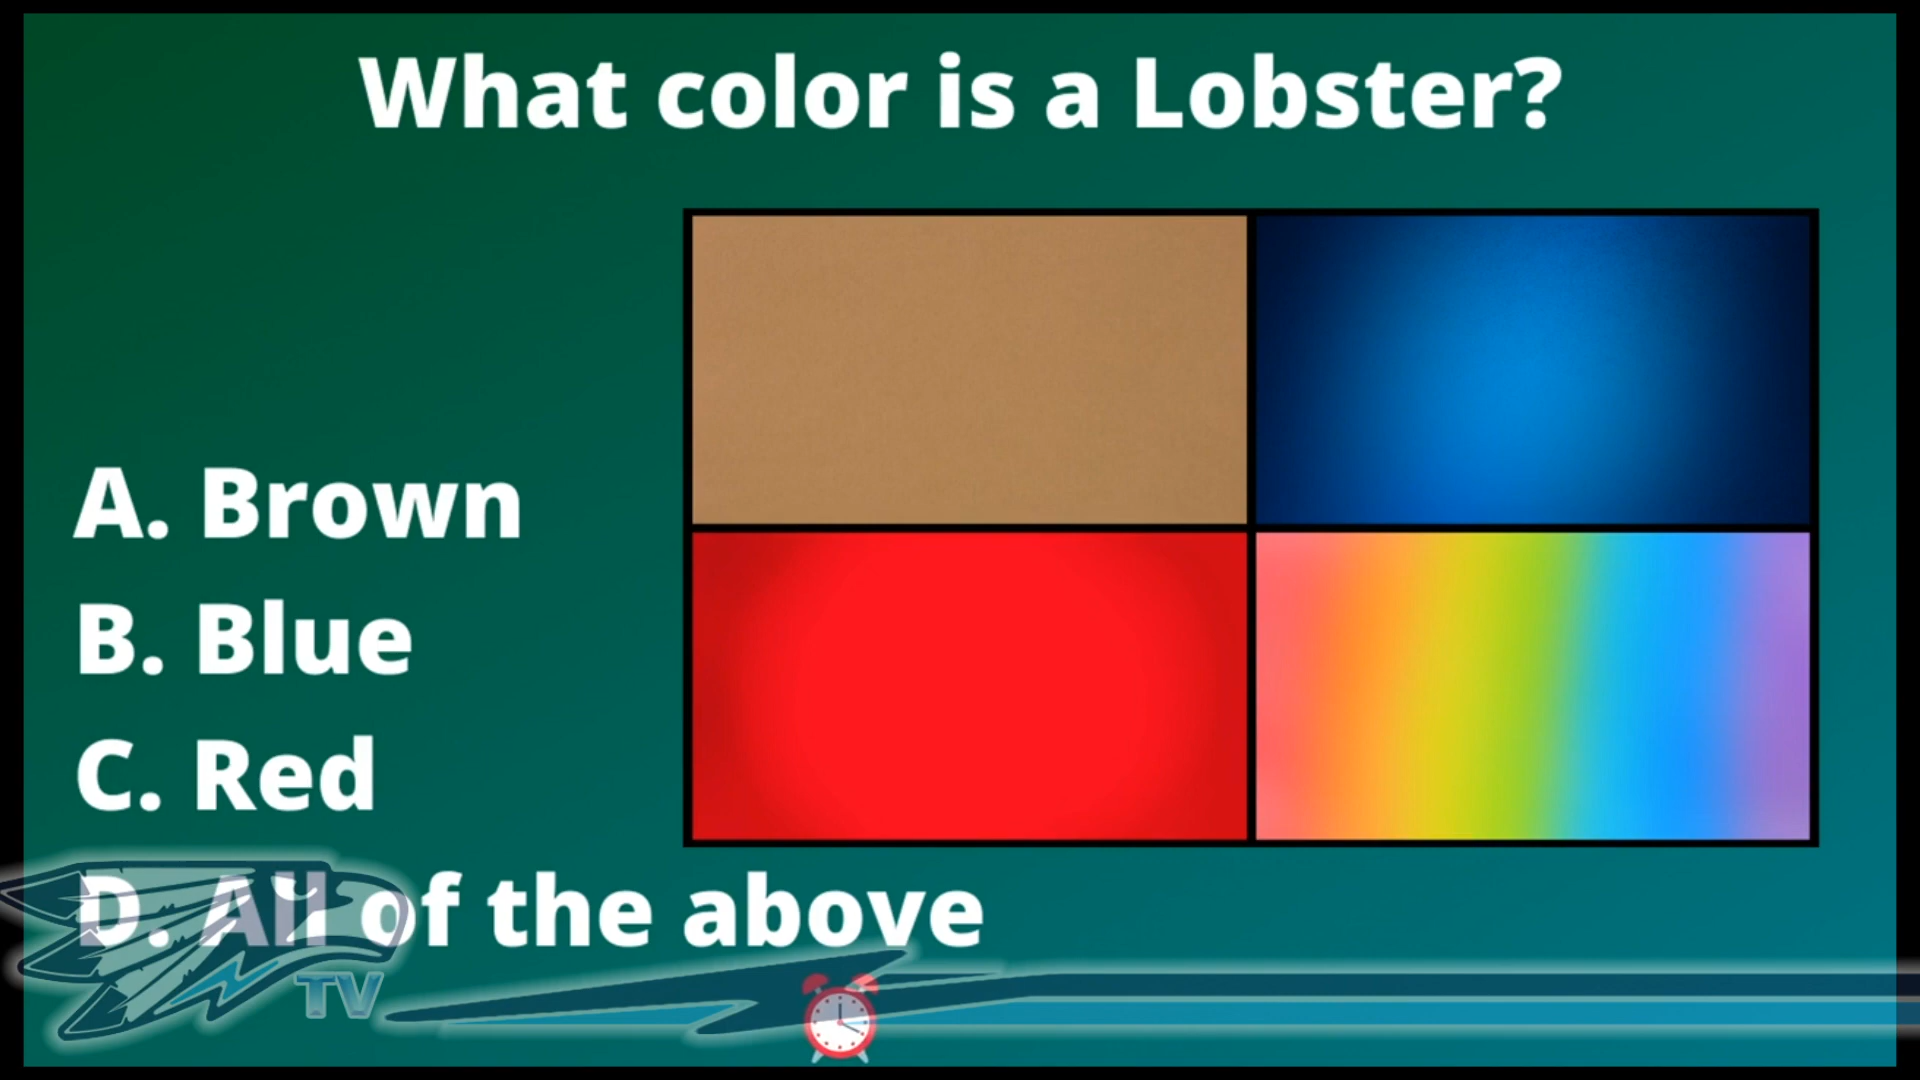 What color is a Lobster?
A. Brown
B. Blue
C. Red
D. All of the above
TV